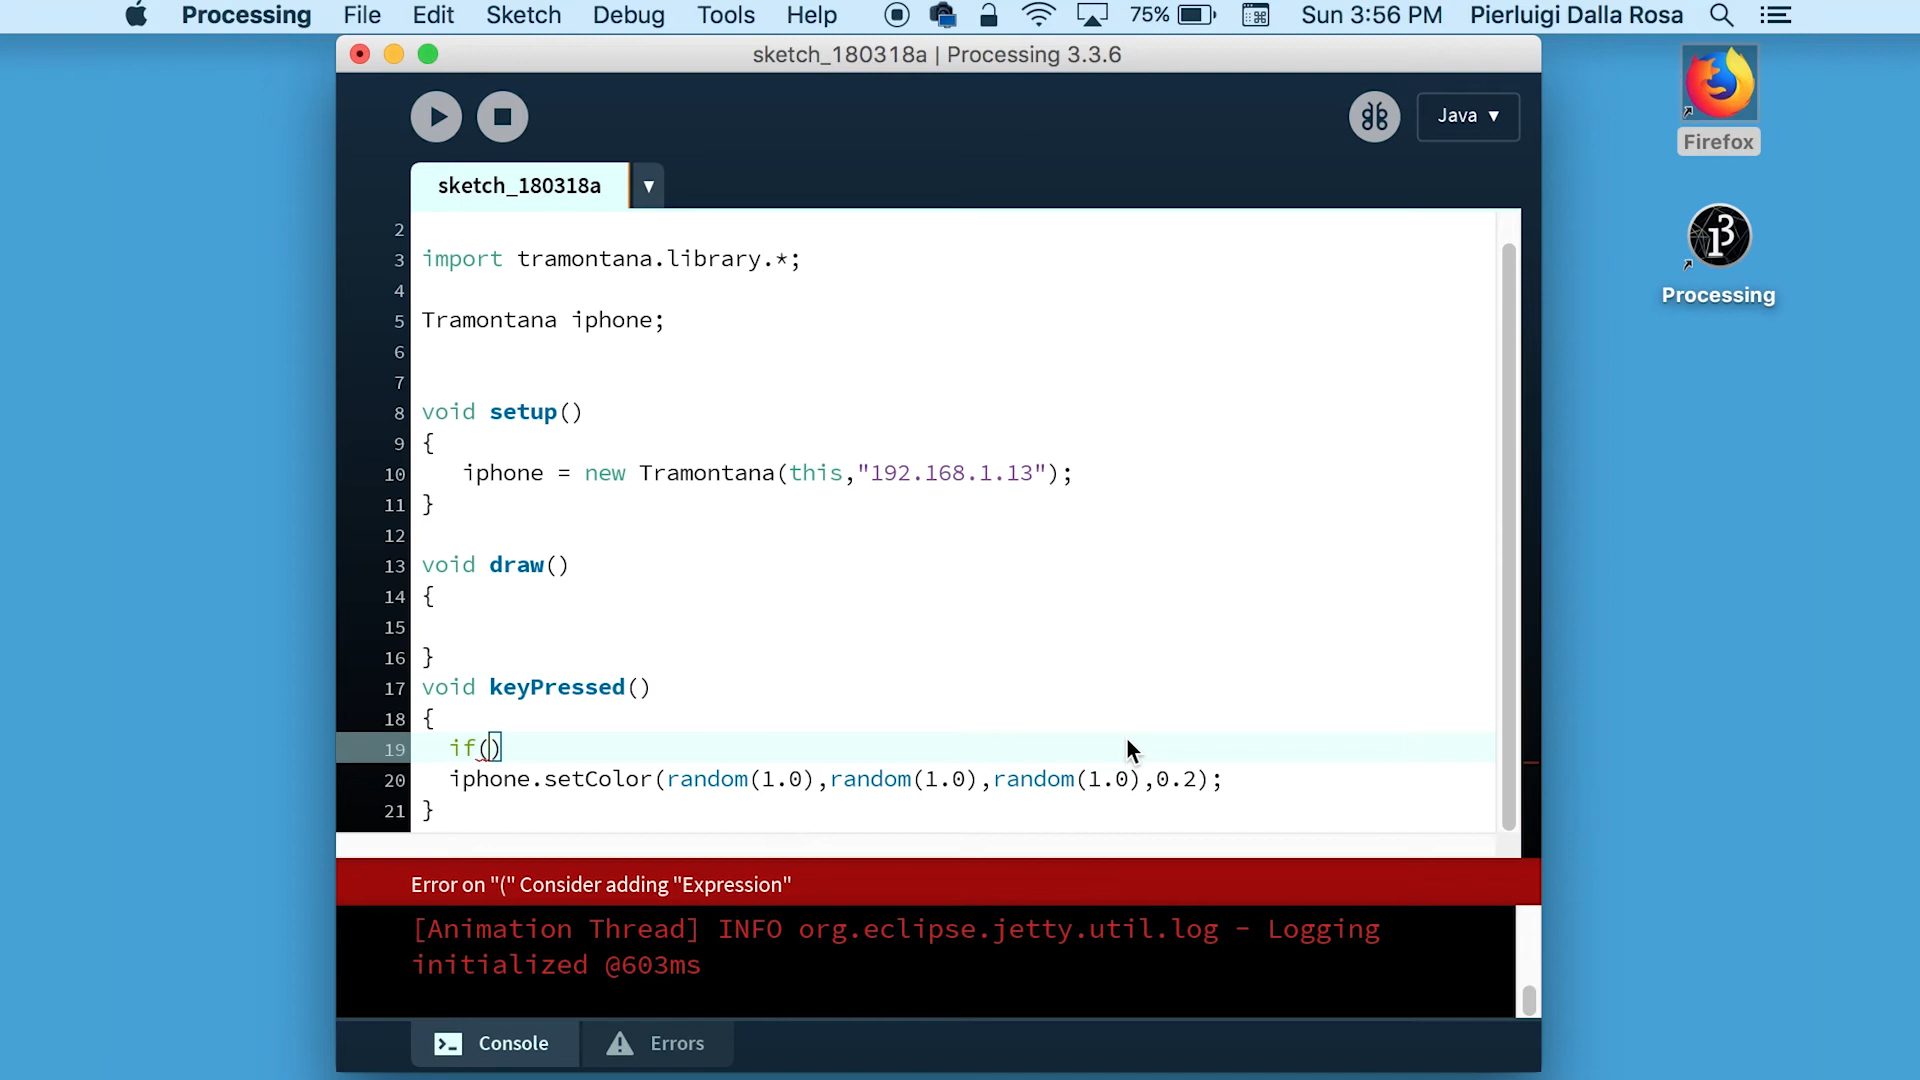 Processing File Edit Sketch Debug Tools Help 75% Sun 3:56 PM Pierluigi Dalla Rosa
sketch_180318a | Processing 3.3.6
Firefox
Java ▼
sketch_180318a ▼
Processing
2
3 import tramontana.library.*;
4
5 Tramontana iphone;
6
7
8 void setup()
9 {
10 iphone = new Tramontana(this,"192.168.1.13");
11 }
12
13 void draw()
14 {
15
16 }
17 void keyPressed()
18 {
19 if()
20 iphone.setColor(random(1.0),random(1.0),random(1.0),0.2);
21 }
Error on "(" Consider adding "Expression"
[Animation Thread] INFO org.eclipse.jetty.util.log - Logging
initialized @603ms
Console Errors